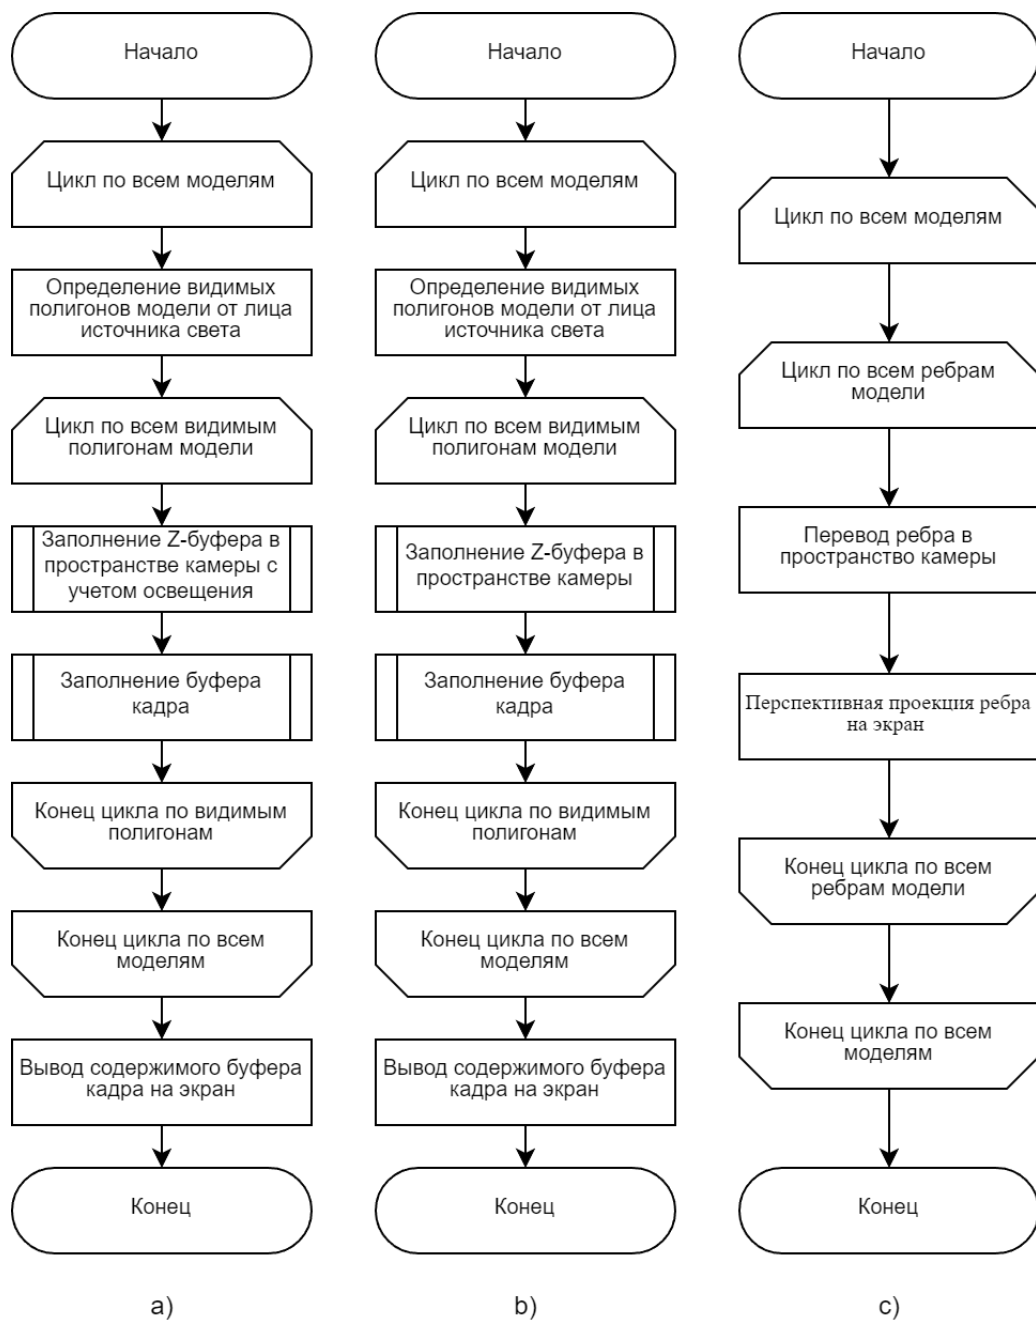 Начало
Цикл по всем моделям
Определение видимых
полигонов модели от лица
источника света
Цикл по всем видимым
полигонам модели
Заполнение Z-буфера в
пространстве камеры с
учетом освещения
Заполнение буфера
кадра
Конец цикла по видимым
полигонам
Конец цикла по всем
моделям
Вывод содержимого буфера
кадра на экран
Конец
a)
Начало
Цикл по всем моделям
Определение видимых
полигонов модели от лица
источника света
Цикл по всем видимым
полигонам модели
Заполнение Z-буфера в
пространстве камеры
Заполнение буфера
кадра
Конец цикла по видимым
полигонам
Конец цикла по всем
моделям
Вывод содержимого буфера
кадра на экран
Конец
b)
Начало
Цикл по всем моделям
Цикл по всем ребрам
модели
Перевод ребра в
пространство камеры
Перспективная проекция ребра
на экран
Конец цикла по всем
ребрам модели
Конец цикла по всем
моделям
Конец
c)